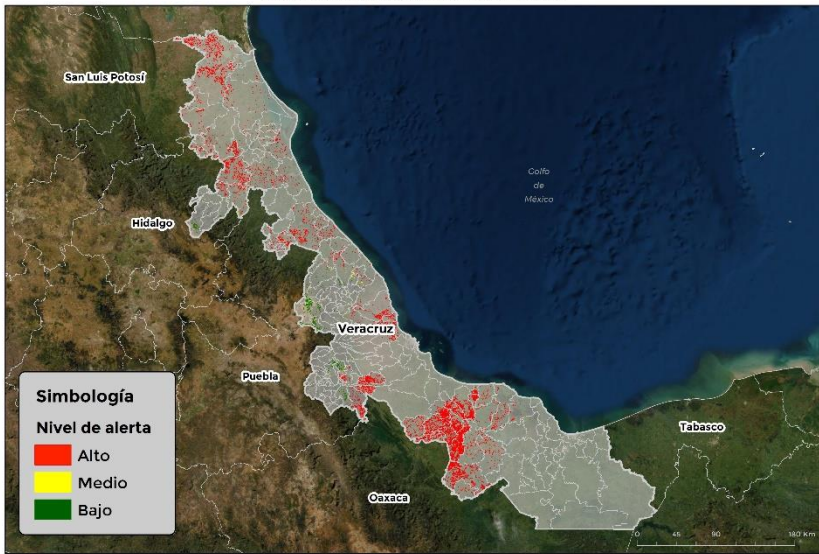 San Luis Potosí
Golfo
de
México
Hidalgo
Veracruz
Puebla
Tabasco
Oaxaca
Simbología
Nivel de alerta
Alto
Medio
Bajo
0 45 90 180 Km